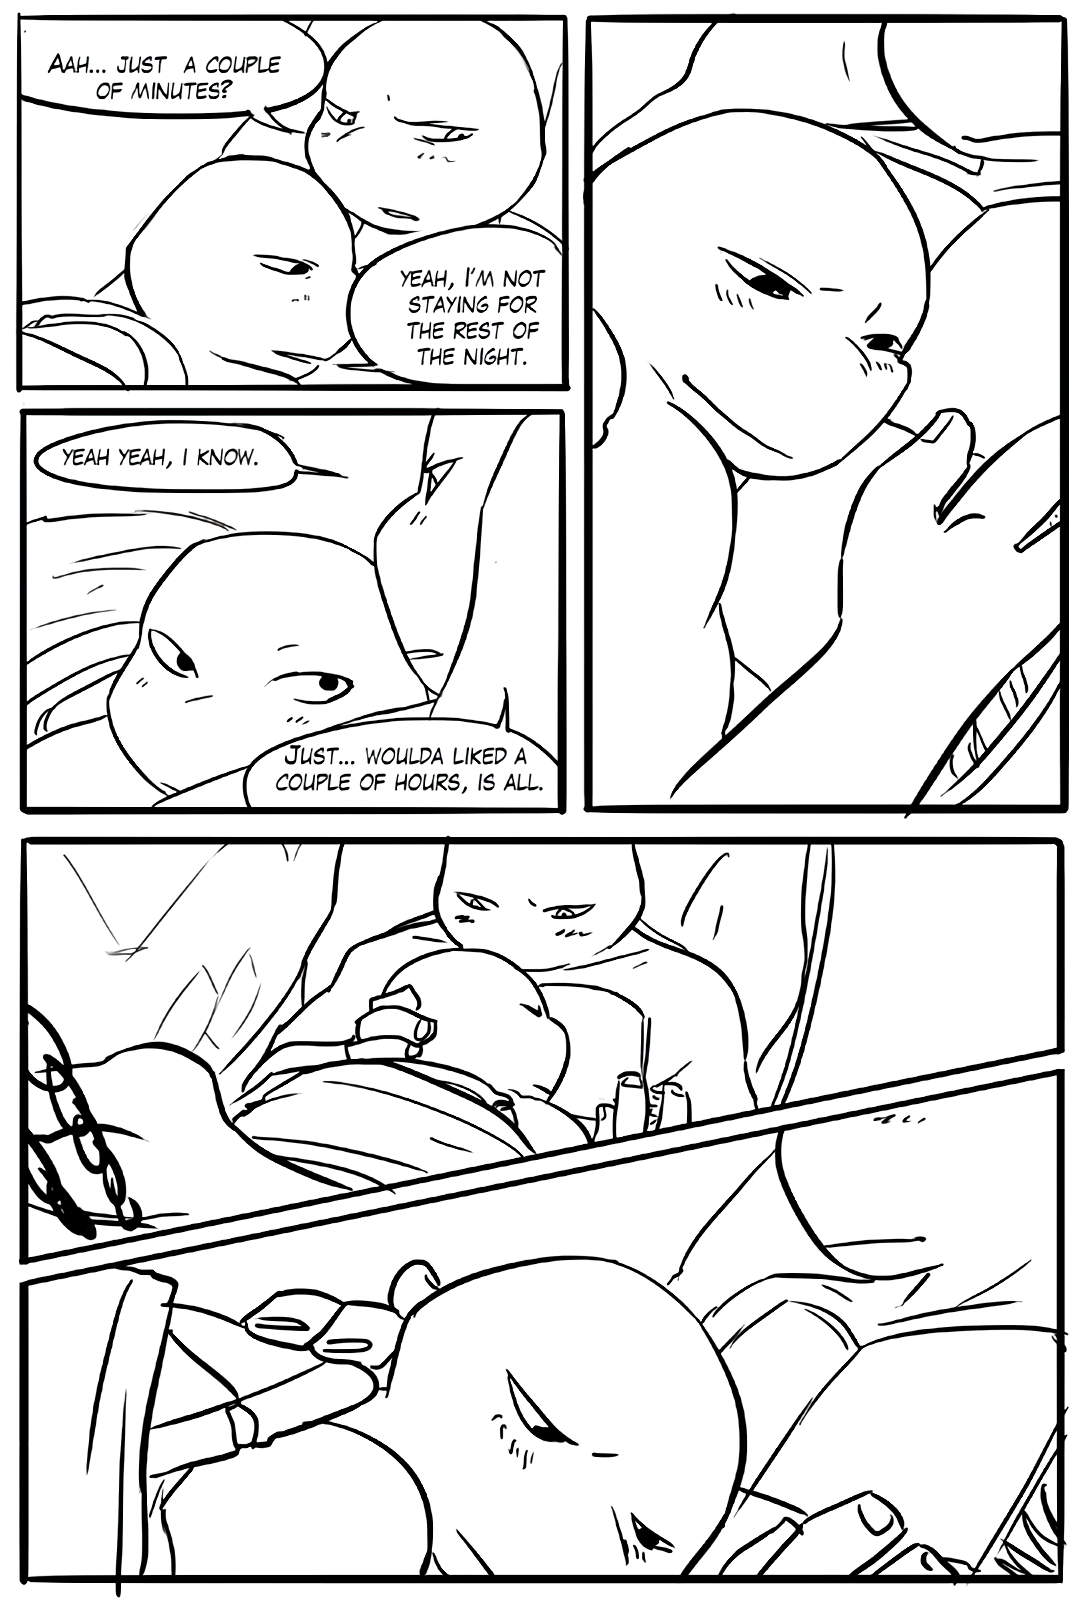 AAH... JUST A COUPLE
OF MINUTES?
YEAH, I'M NOT
STAYING FOR
THE REST OF
THE NIGHT.
YEAH YEAH, I KNOW.
JUST... WOULDA LIKED A
COUPLE OF HOURS, IS ALL.